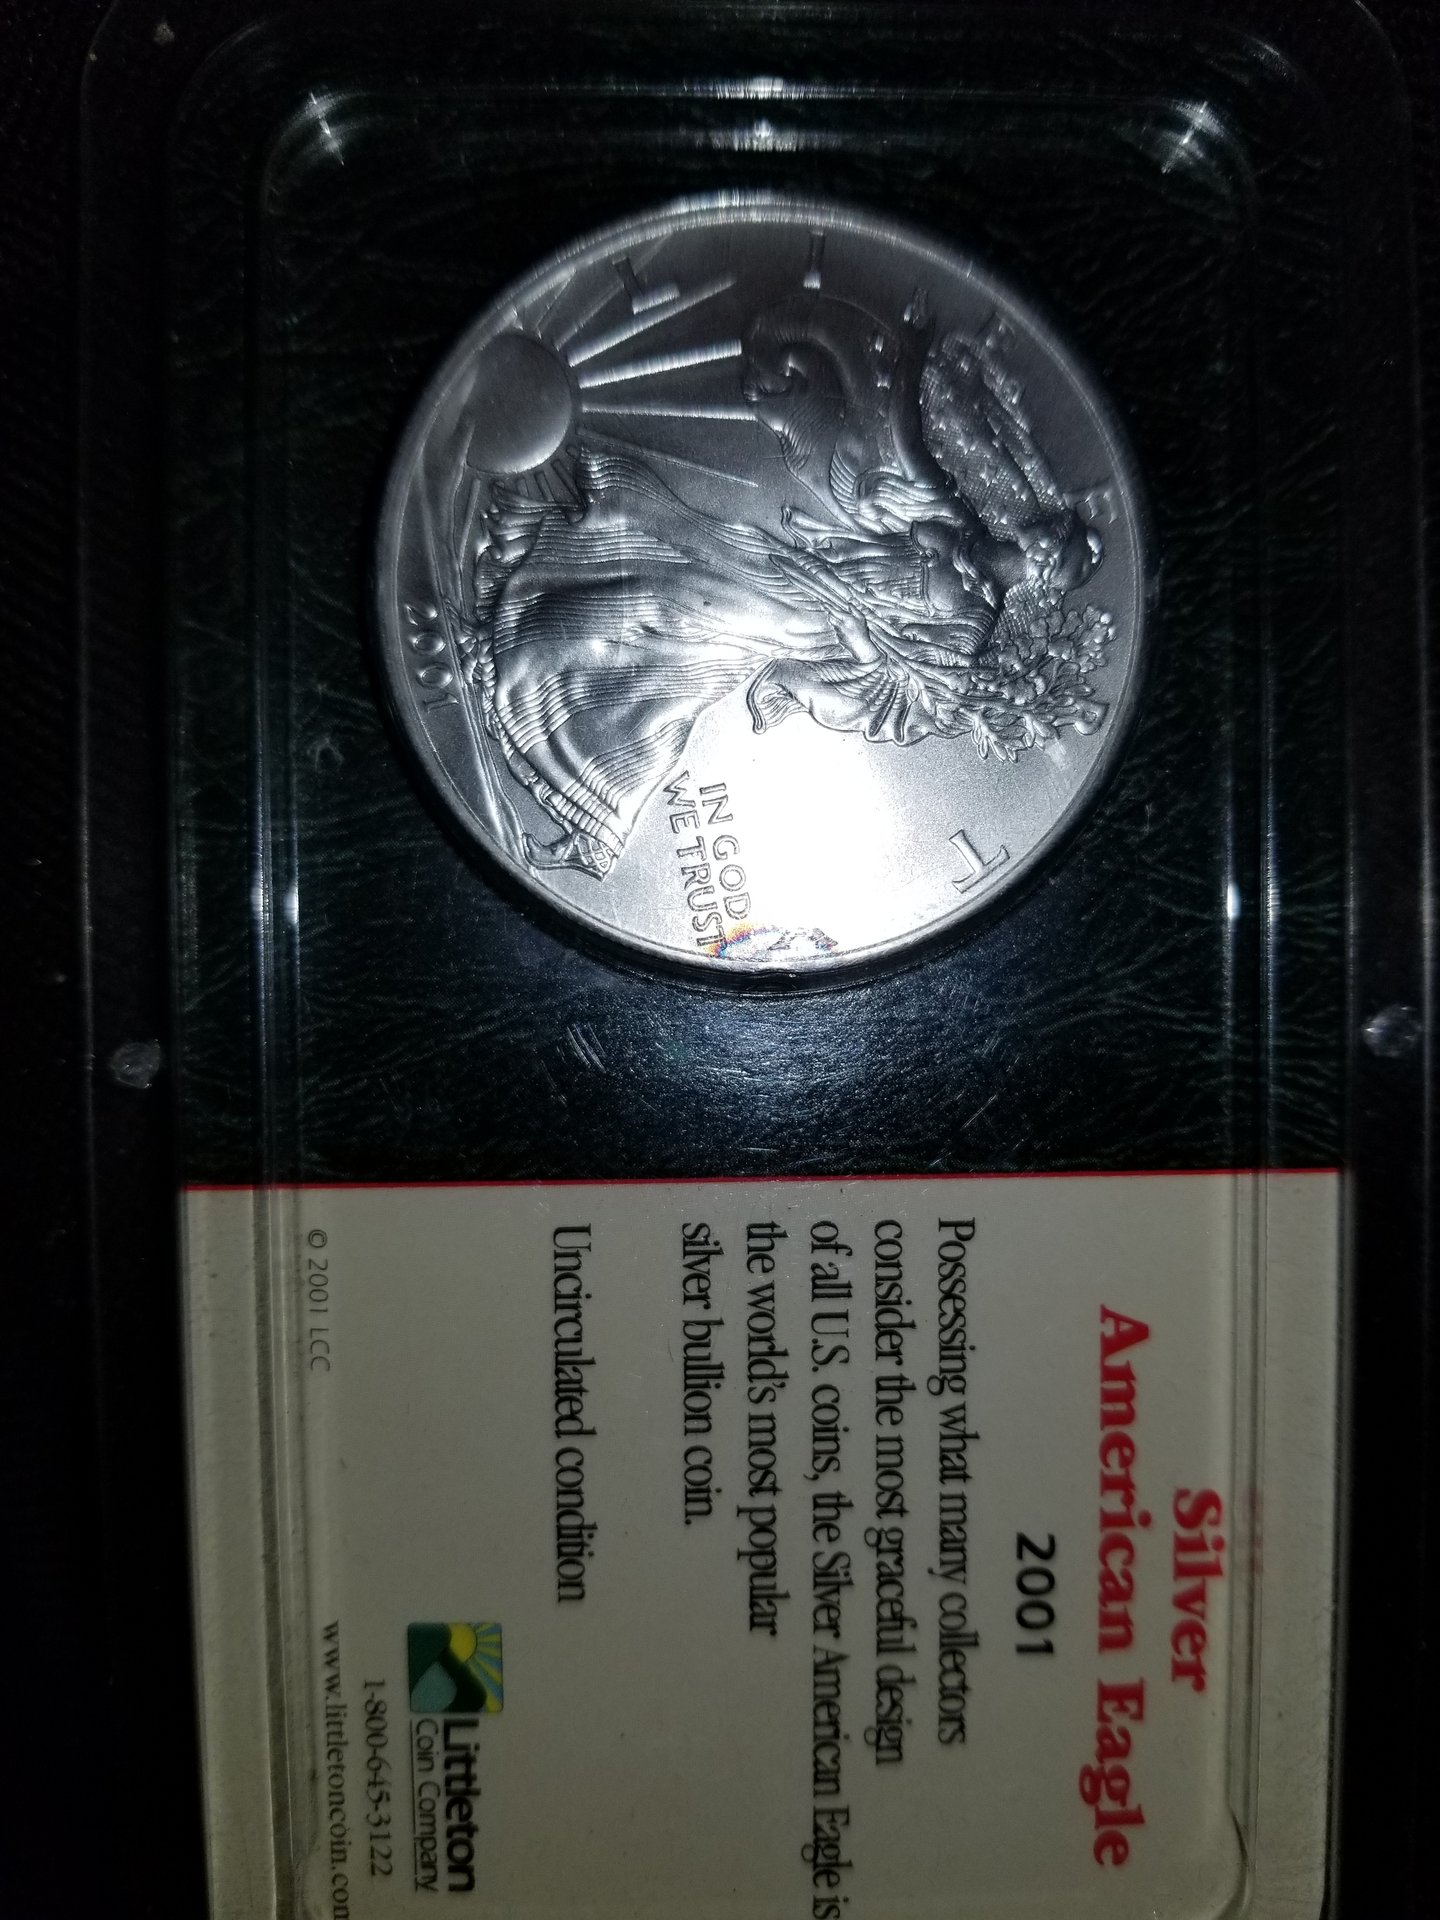 LIBERTY
IN GOD
WE TRUST
2001
Silver
American Eagle
2001
Possessing what many collectors
consider the most graceful design
of all U.S. coins, the Silver American Eagle is
the world's most popular
silver bullion coin.
Uncirculated condition
Littleton
Coin Company
1-800-645-3122
© 2001 LCC
www.littletoncoin.com